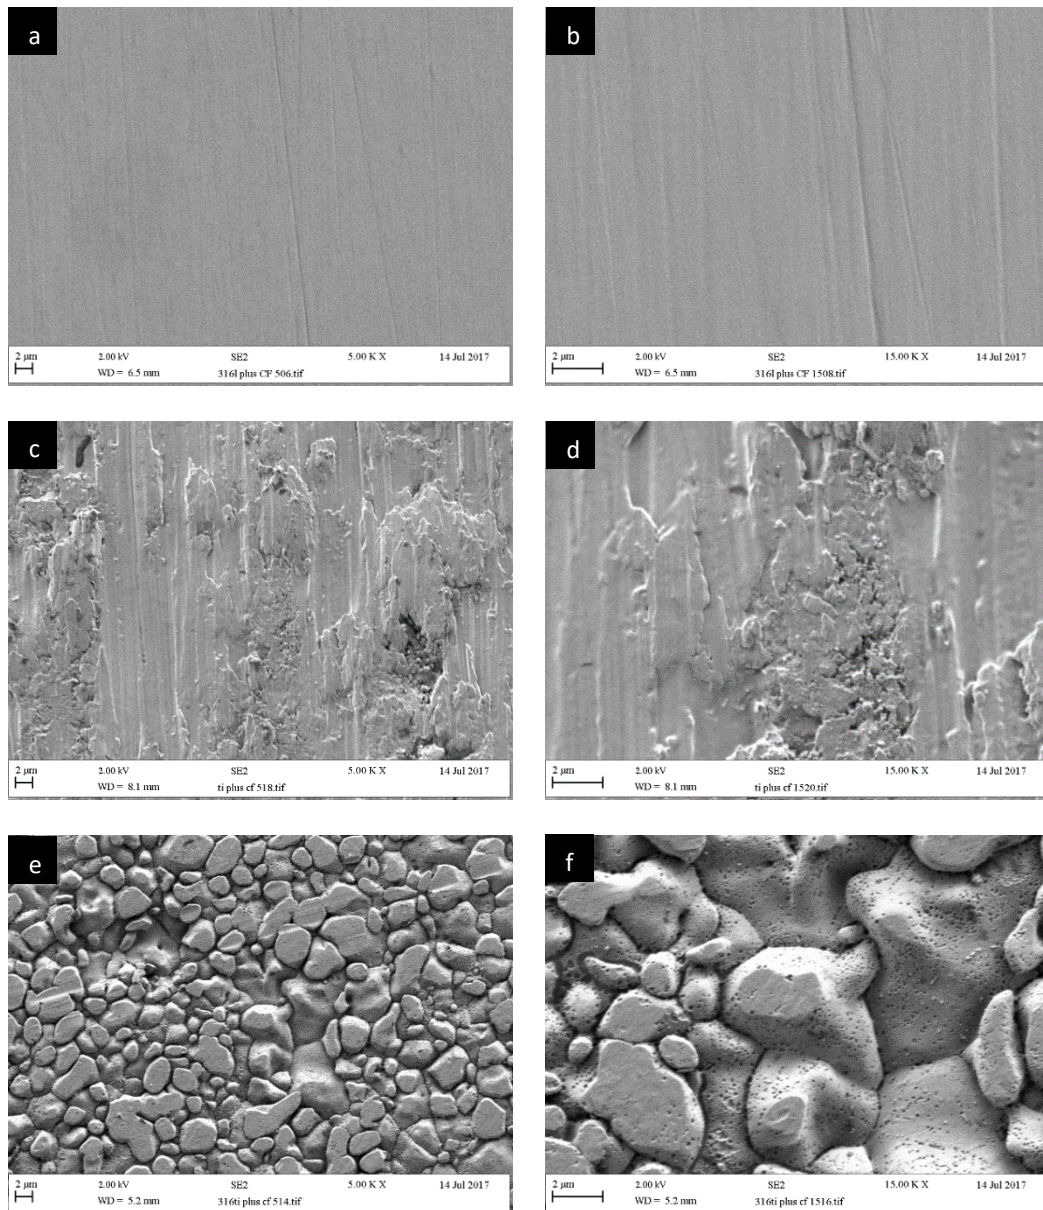 a
2 µm 2.00 kV SE2 5.00 K X 14 Jul 2017
WD = 6.5 mm 316l plus CF 506.tif
b
2 µm 2.00 kV SE2 15.00 K X 14 Jul 2017
WD = 6.5 mm 316l plus CF 1508.tif
c
2 µm 2.00 kV SE2 5.00 K X 14 Jul 2017
WD = 8.1 mm ti plus cf 518.tif
d
2 µm 2.00 kV SE2 15.00 K X 14 Jul 2017
WD = 8.1 mm ti plus cf 1520.tif
e
2 µm 2.00 kV SE2 5.00 K X 14 Jul 2017
WD = 5.2 mm 316ti plus cf 514.tif
f
2 µm 2.00 kV SE2 15.00 K X 14 Jul 2017
WD = 5.2 mm 316ti plus cf 1516.tif